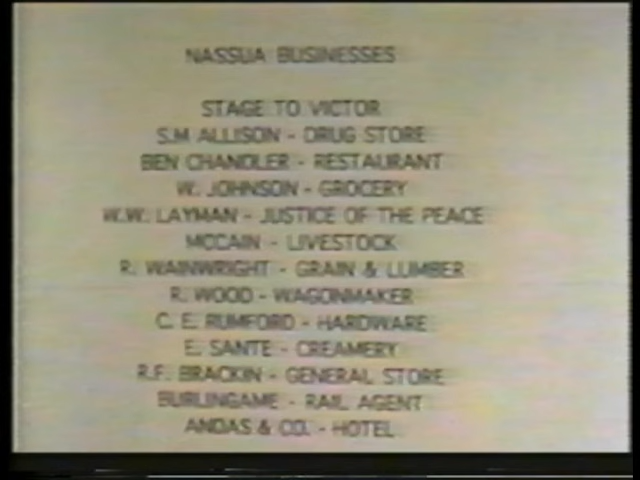 NASSUA BUSINESSES
STAGE TO VICTOR
S.M ALLISON - DRUG STORE
BEN CHANDLER - RESTAURANT
W. JOHNSON - GROCERY
W.W. LAYMAN - JUSTICE OF THE PEACE
MCCAIN - LIVESTOCK
R. WAINWRIGHT - GRAIN & LUMBER
R. WOOD - WAGONMAKER
C. E. RUMFORD - HARDWARE
E. SANTE - CREAMERY
R.F. BRACKIN - GENERAL STORE
BURLINGAME - RAIL AGENT
ANDAS & CO. - HOTEL